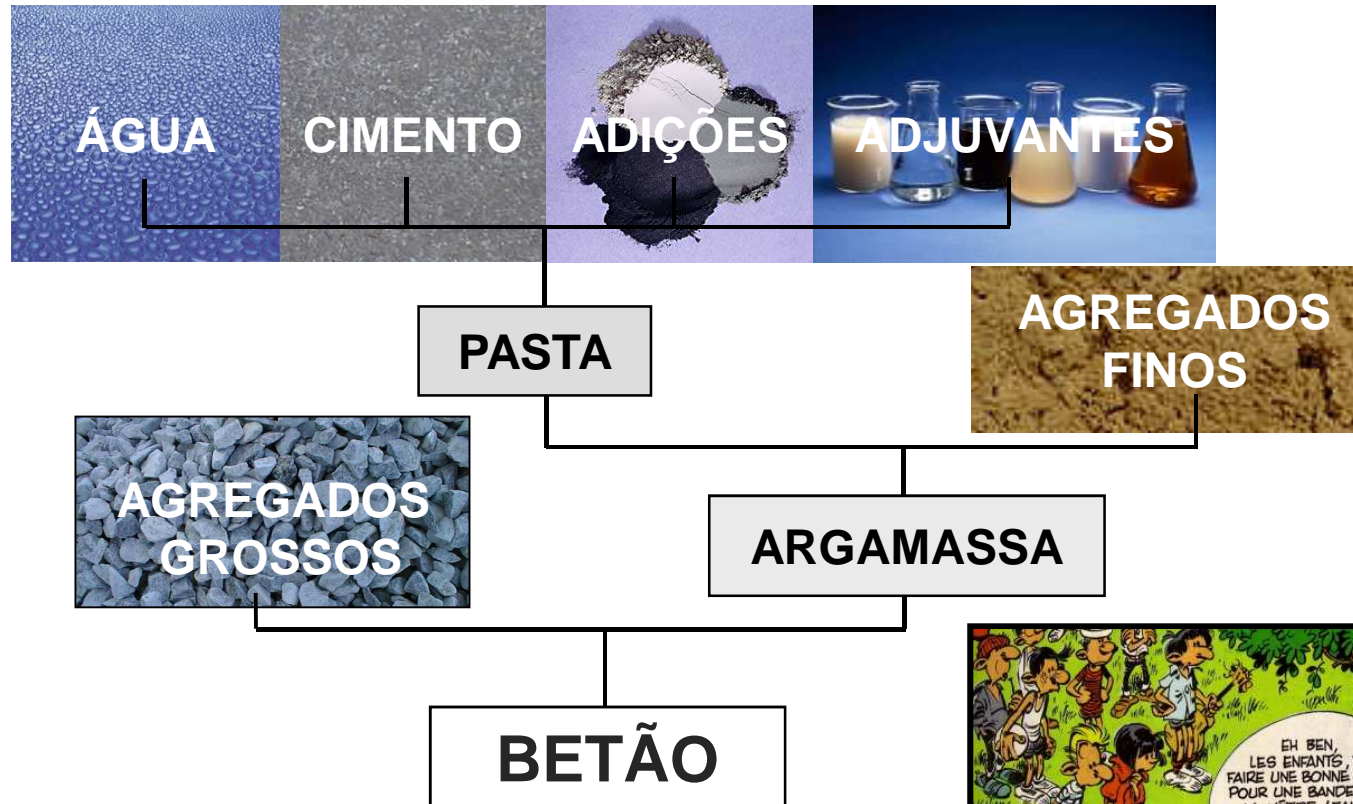 ÁGUA
CIMENTO
ADIÇÕES
ADJUVANTES
PASTA
AGREGADOS
FINOS
AGREGADOS
GROSSOS
ARGAMASSA
BETÃO
EH BEN,
LES ENFANTS,
FAIRE UNE BONNE
POUR UNE BANDE